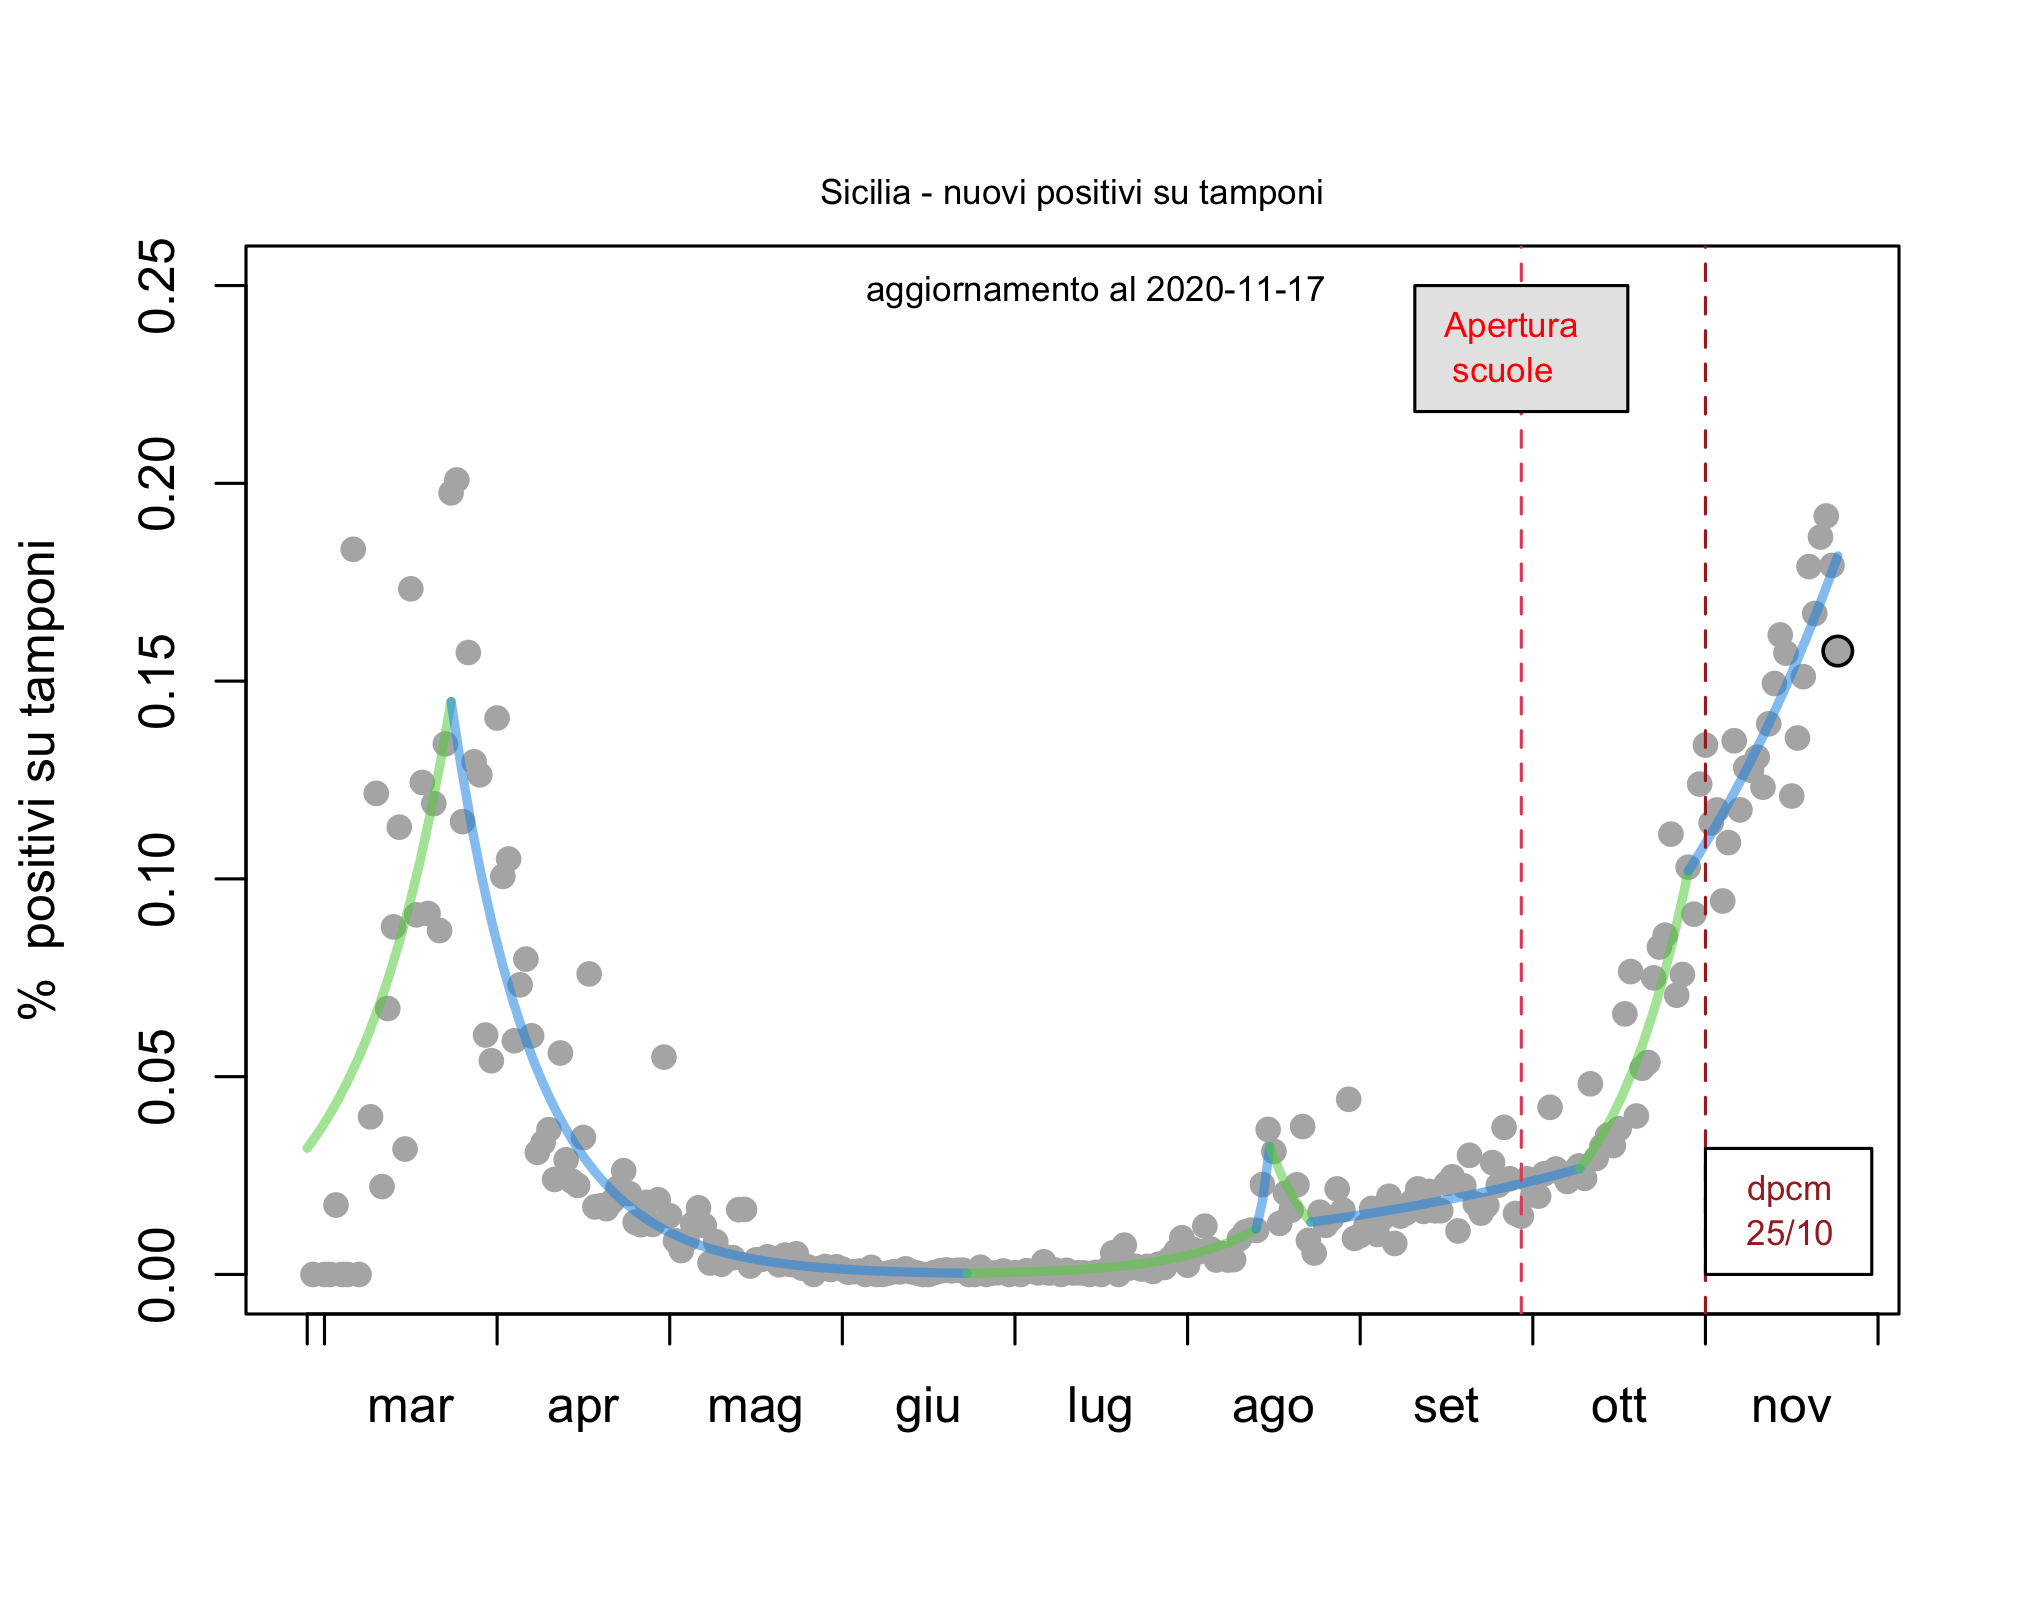 Sicilia - nuovi positivi su tamponi
aggiornamento al 2020-11-17
Apertura
scuole
% positivi su tamponi
0.25
0.20
0.15
0.10
0.05
0.00
dpcm
25/10
mar apr mag giu lug ago set ott nov